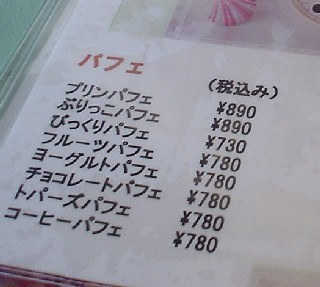 パフェ
(税込み)
プリンパフェ ¥890
ぶりっこパフェ ¥890
びっくりパフェ ¥730
フルーツパフェ ¥780
ヨーグルトパフェ ¥780
チョコレートパフェ ¥780
トパーズパフェ ¥780
コーヒーパフェ ¥780